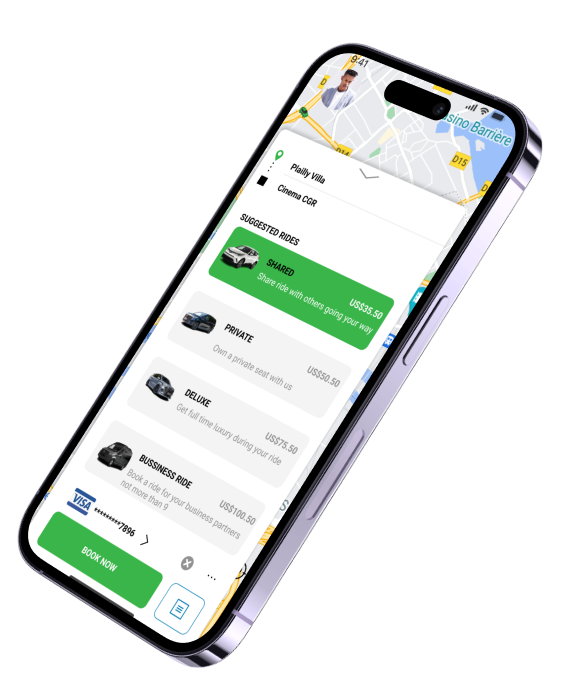 9:41
D
sino Barrière
D14
D15
D
Plailly Villa
Cinema CGR
SUGGESTED RIDES
SHARED
US$35.50
Share ride with others going your way
PRIVATE
US$50.50
Own a private seat with us
DELUXE
US$75.50
Get full time luxury during your ride
BUSSINESS RIDE
US$100.50
Book a ride for your business partners
not more than 9
VISA
*********7896
BOOK NOW